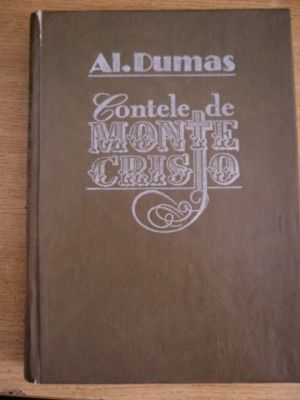 Al. Dumas
Contele de
MONTE
CRISTO